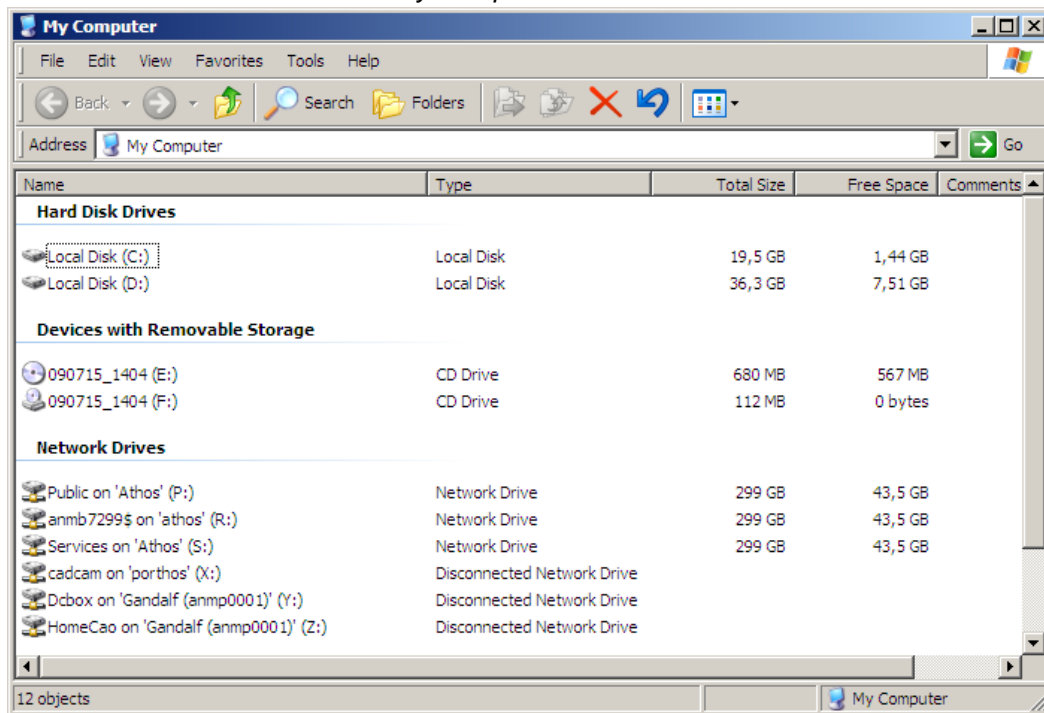 My Computer
File Edit View Favorites Tools Help
Back Search Folders
Address My Computer Go
Name Type Total Size Free Space Comments
Hard Disk Drives
Local Disk (C:) Local Disk 19,5 GB 1,44 GB
Local Disk (D:) Local Disk 36,3 GB 7,51 GB
Devices with Removable Storage
090715_1404 (E:) CD Drive 680 MB 567 MB
090715_1404 (F:) CD Drive 112 MB 0 bytes
Network Drives
Public on 'Athos' (P:) Network Drive 299 GB 43,5 GB
anmb7299$ on 'athos' (R:) Network Drive 299 GB 43,5 GB
Services on 'Athos' (S:) Network Drive 299 GB 43,5 GB
cadcam on 'porthos' (X:) Disconnected Network Drive
Dcbox on 'Gandalf (anmp0001)' (Y:) Disconnected Network Drive
HomeCao on 'Gandalf (anmp0001)' (Z:) Disconnected Network Drive
12 objects My Computer